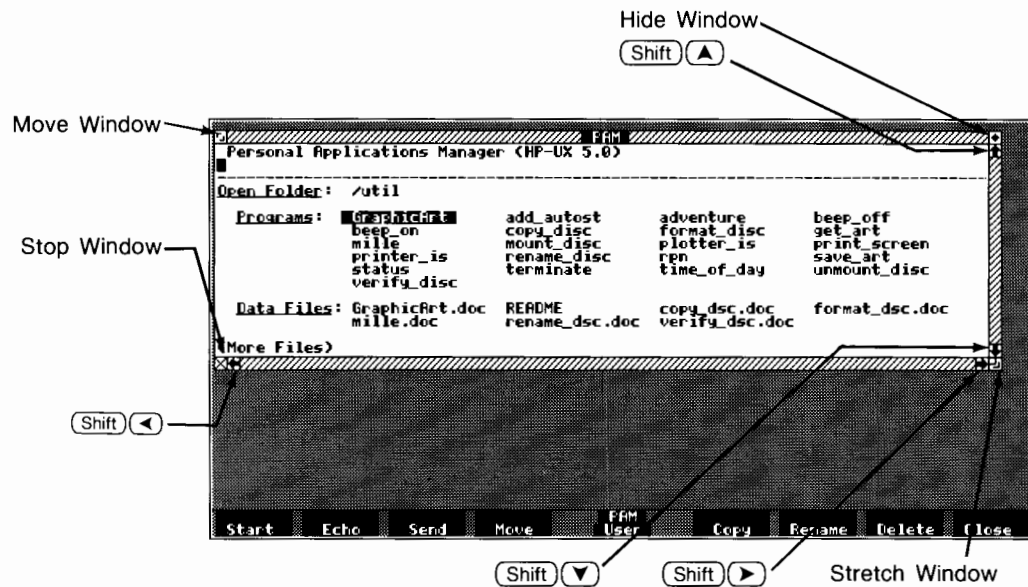 Hide Window
Shift
Move Window
PAM
Personal Applications Manager (HP-UX 5.0)
Open Folder: /util
Programs: GraphicArt add_autost adventure beep_off
beep_on copy_disc format_disc get_art
mille mount_disc plotter_is print_screen
printer_is rename_disc rpn save_art
status terminate time_of_day unmount_disc
verify_disc
Stop Window
Data Files: GraphicArt.doc README copy_dsc.doc format_dsc.doc
mille.doc rename_dsc.doc verify_dsc.doc
(More Files)
Shift
Start Echo Send Move PAM User Copy Rename Delete Close
Shift Shift Stretch Window